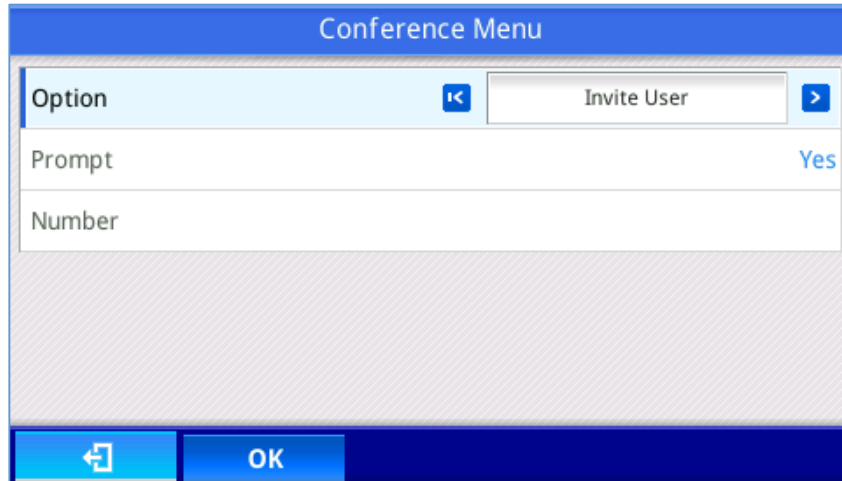 Conference Menu
Option Invite User
Prompt Yes
Number
OK